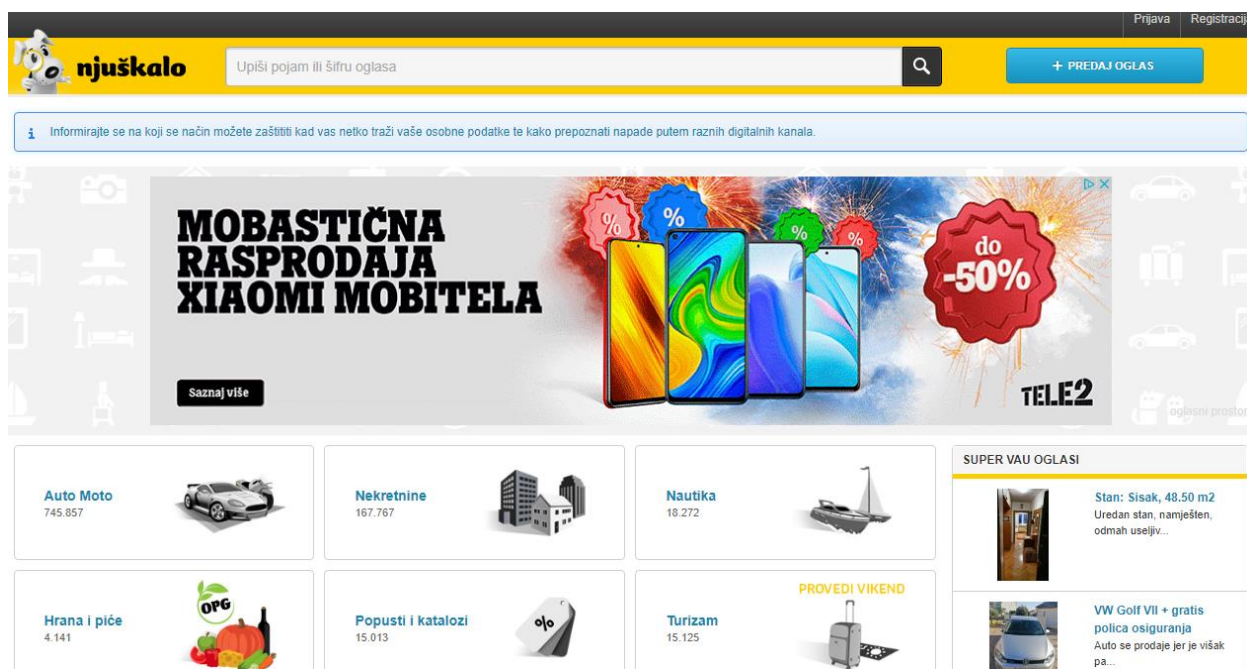 Prijava
Registracij
njuškalo
Upiši pojam ili šifru oglasa
+ PREDAJ OGLAS
i Informirajte se na koji se način možete zaštititi kad vas netko traži vaše osobne podatke te kako prepoznati napade putem raznih digitalnih kanala.
MOBASTIČNA
RASPRODAJA
XIAOMI MOBITELA
% % % %
do
-50%
Saznaj više
TELE2
oglasni prostor
Auto Moto
745.857
Nekretnine
167.767
Nautika
18.272
Hrana i piće
4.141
OPG
Popusti i katalozi
15.013
%
PROVEDI VIKEND
Turizam
15.125
SUPER VAU OGLASI
Stan: Sisak, 48.50 m2
Uredan stan, namješten,
odmah useljiv...
VW Golf VII + gratis
polica osiguranja
Auto se prodaje jer je višak
pa...